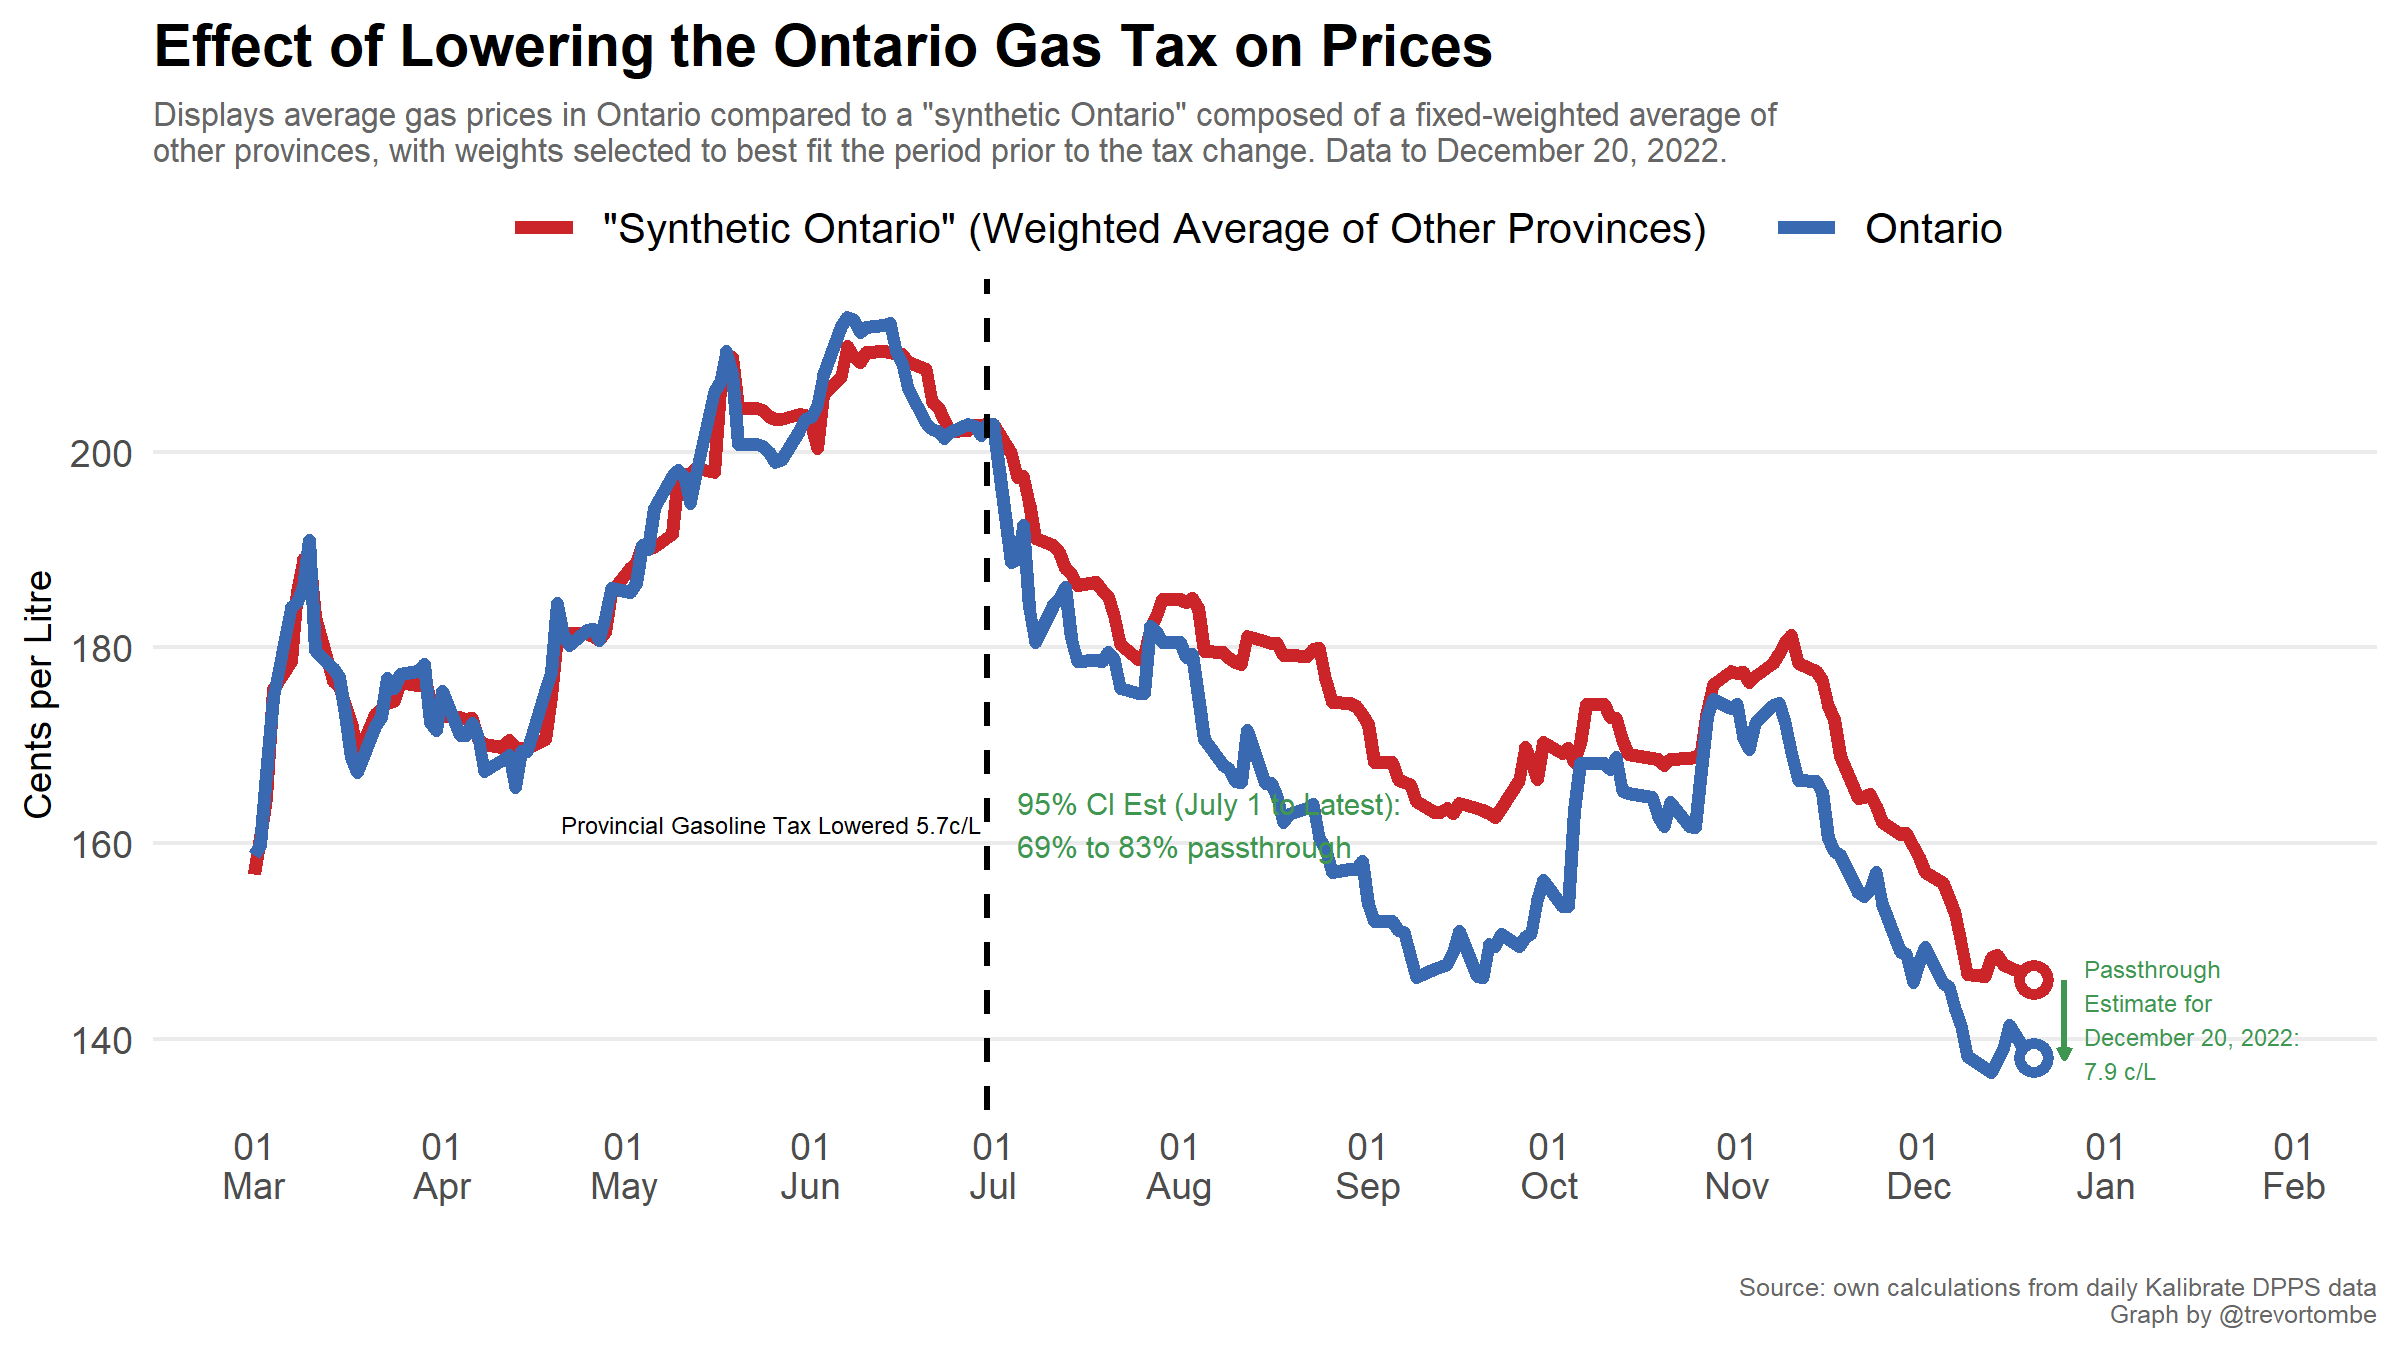 Effect of Lowering the Ontario Gas Tax on Prices
Displays average gas prices in Ontario compared to a "synthetic Ontario" composed of a fixed-weighted average of
other provinces, with weights selected to best fit the period prior to the tax change. Data to December 20, 2022.
"Synthetic Ontario" (Weighted Average of Other Provinces)
Ontario
Cents per Litre
200
180
160
140
Provincial Gasoline Tax Lowered 5.7c/L
95% CI Est (July 1 to Latest):
69% to 83% passthrough
Passthrough
Estimate for
December 20, 2022:
7.9 c/L
01 01 01 01 01 01 01 01 01 01 01 01
Mar Apr May Jun Jul Aug Sep Oct Nov Dec Jan Feb
Source: own calculations from daily Kalibrate DPPS data
Graph by @trevortombe